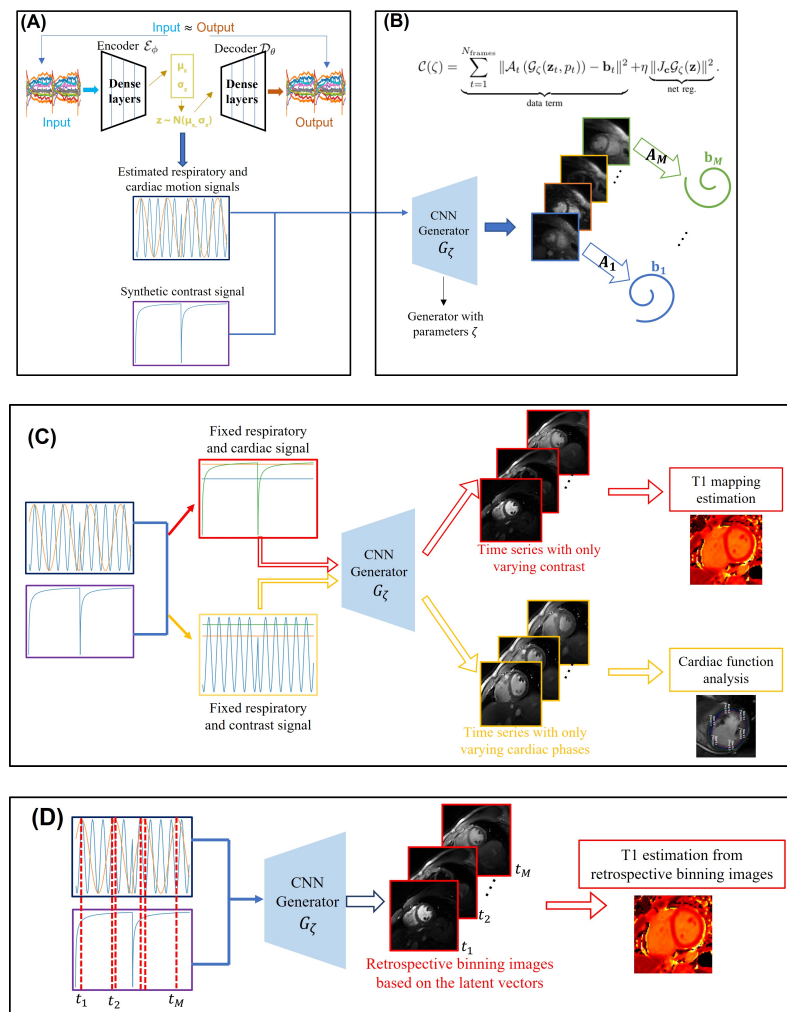 (A)
Input ≈ Output
Encoder ℰ_ϕ
Decoder 𝒟_θ
Dense
layers
μ_z
σ_z
Dense
layers
Input
z ~ N(μ_z, σ_z)
Output
Estimated respiratory and
cardiac motion signals
Synthetic contrast signal
(B)
𝒞(ζ) = ∑_{t=1}^{N_frames} ‖𝒜_t (𝒢_ζ(z_t, p_t)) − b_t‖² + η ‖J_c 𝒢_ζ(z)‖² .
data term
net reg.
A_M
b_M
CNN
Generator
G_ζ
A_1
b_1
Generator with
parameters ζ
(C)
Fixed respiratory
and cardiac signal
CNN
Generator
G_ζ
Time series with only
varying contrast
T1 mapping
estimation
Fixed respiratory
and contrast signal
Time series with only
varying cardiac phases
Cardiac function
analysis
(D)
t_1
t_2
t_M
CNN
Generator
G_ζ
t_M
t_2
t_1
Retrospective binning images
based on the latent vectors
T1 estimation from
retrospective binning images